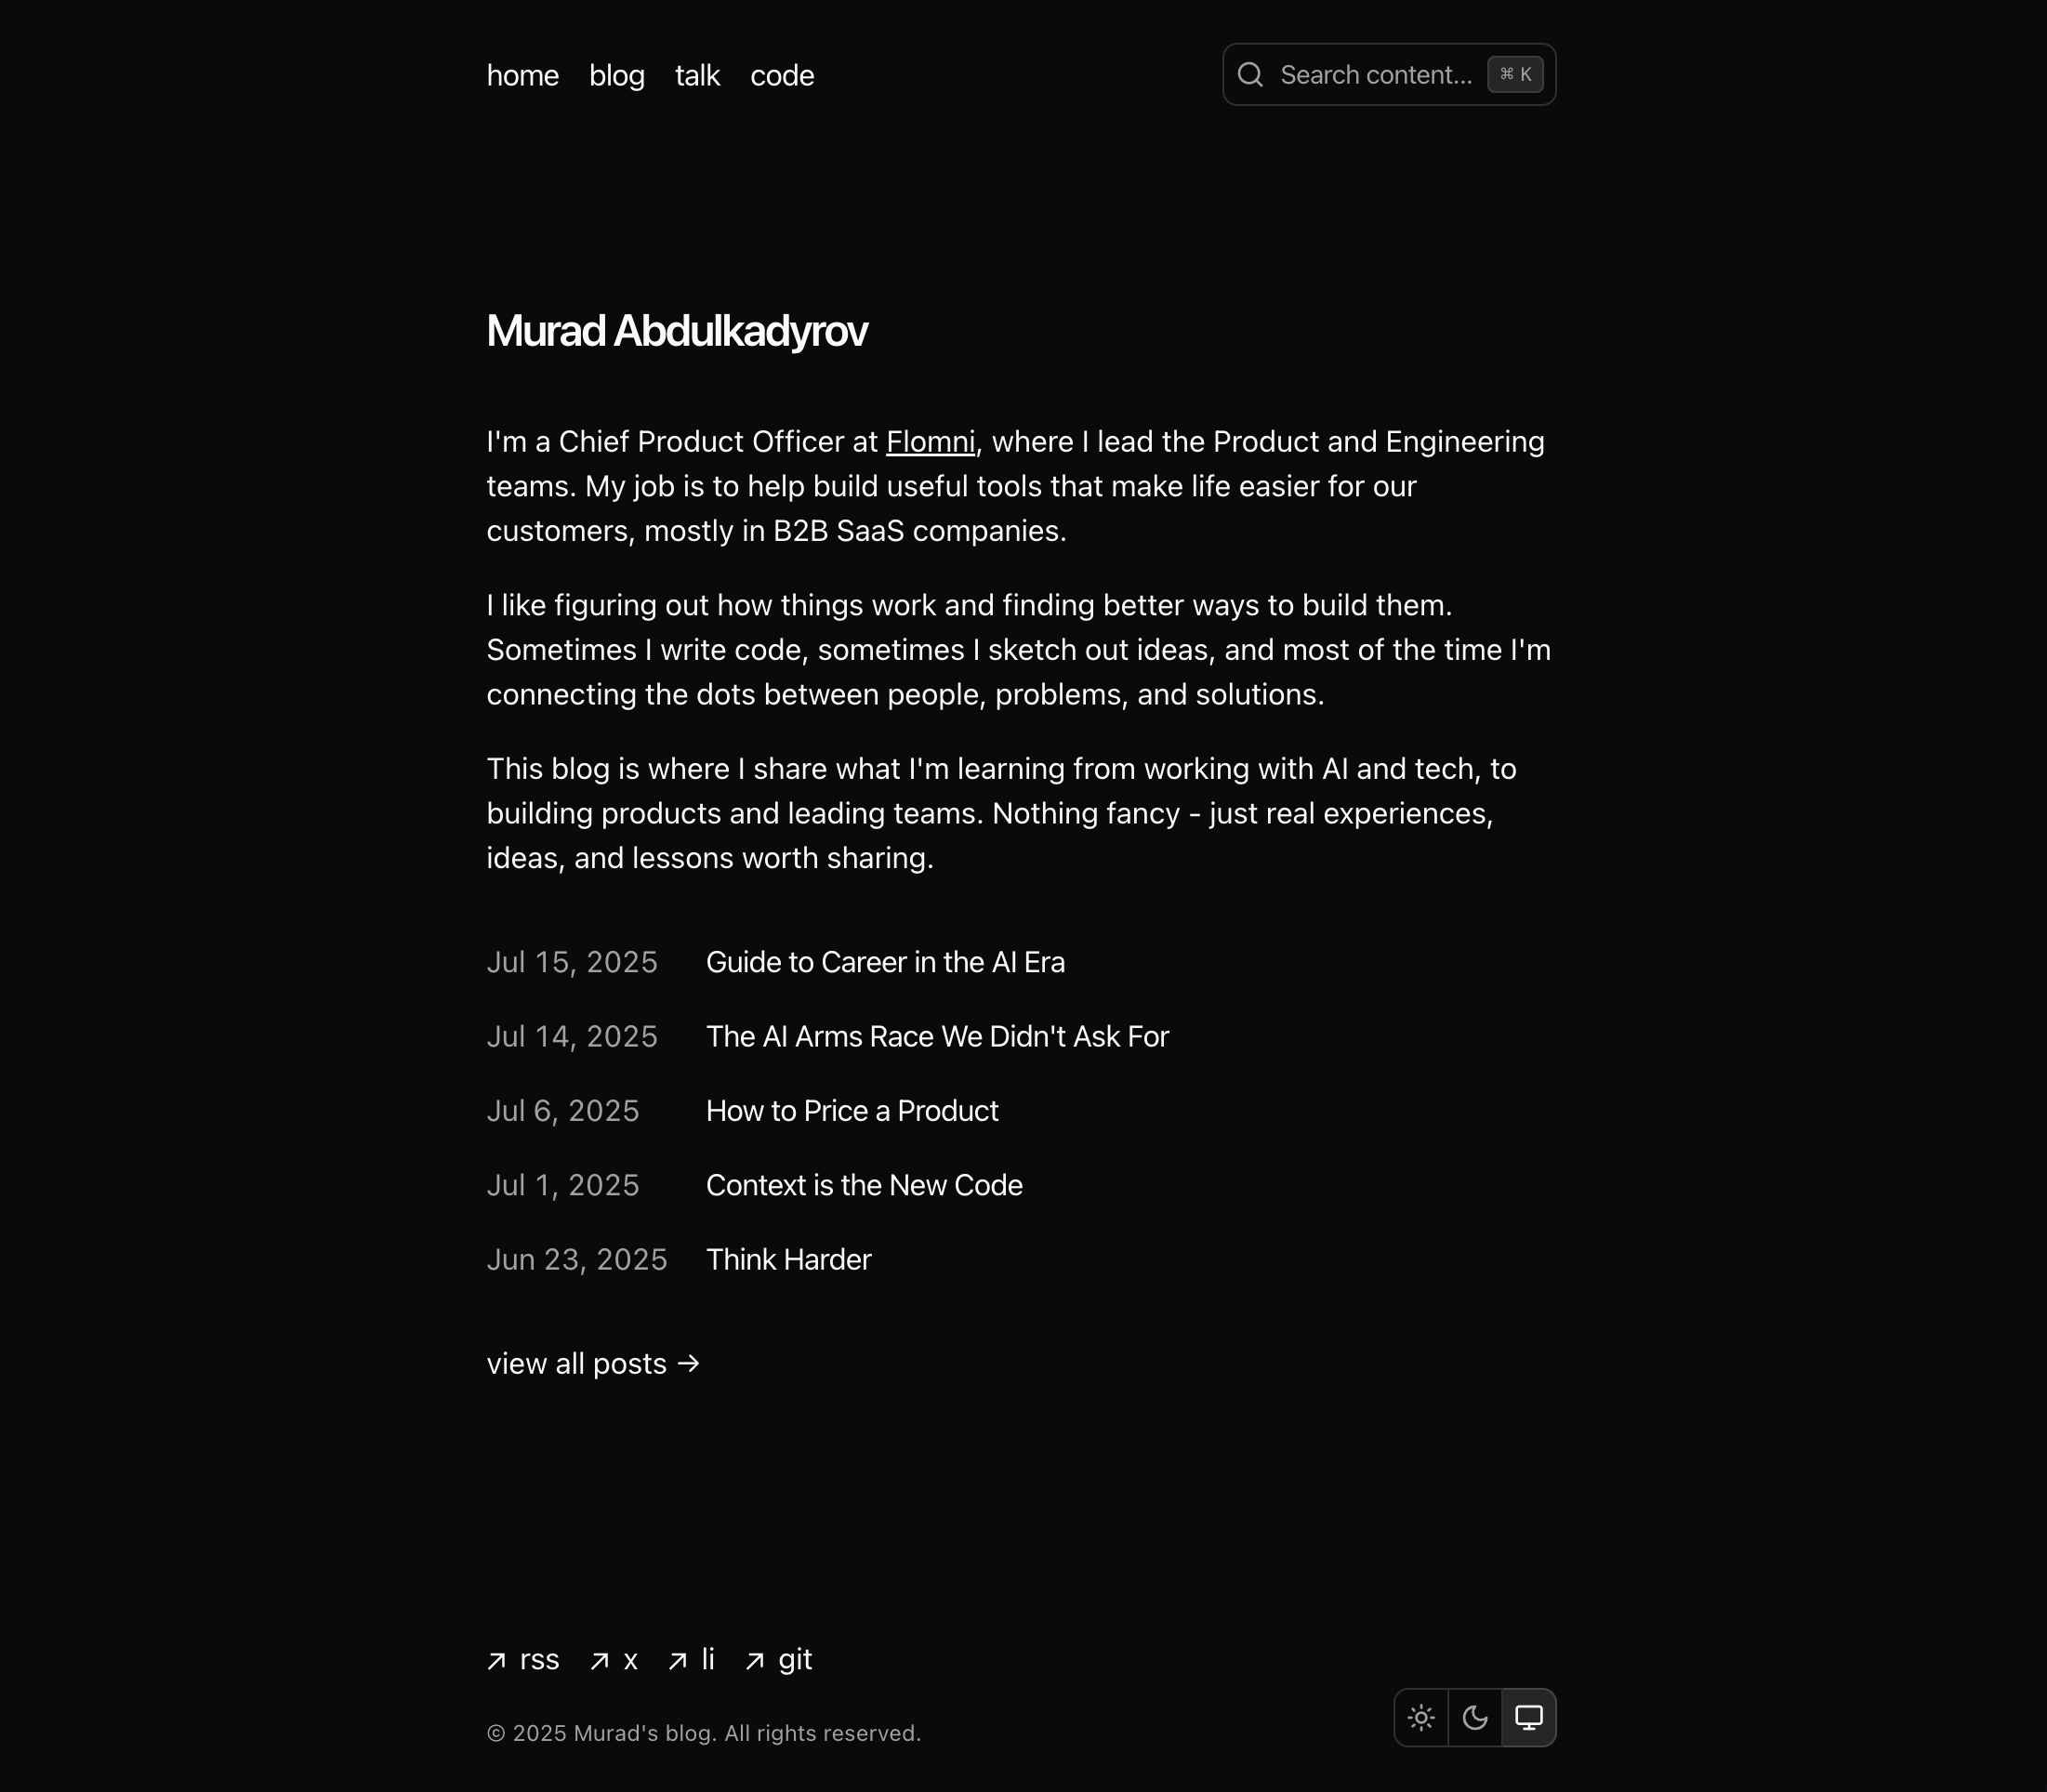 home blog talk code
Search content... ⌘ K
Murad Abdulkadyrov
I'm a Chief Product Officer at Flomni, where I lead the Product and Engineering
teams. My job is to help build useful tools that make life easier for our
customers, mostly in B2B SaaS companies.
I like figuring out how things work and finding better ways to build them.
Sometimes I write code, sometimes I sketch out ideas, and most of the time I'm
connecting the dots between people, problems, and solutions.
This blog is where I share what I'm learning from working with AI and tech, to
building products and leading teams. Nothing fancy - just real experiences,
ideas, and lessons worth sharing.
Jul 15, 2025 Guide to Career in the AI Era
Jul 14, 2025 The AI Arms Race We Didn't Ask For
Jul 6, 2025 How to Price a Product
Jul 1, 2025 Context is the New Code
Jun 23, 2025 Think Harder
view all posts →
↗ rss ↗ x ↗ li ↗ git
© 2025 Murad's blog. All rights reserved.